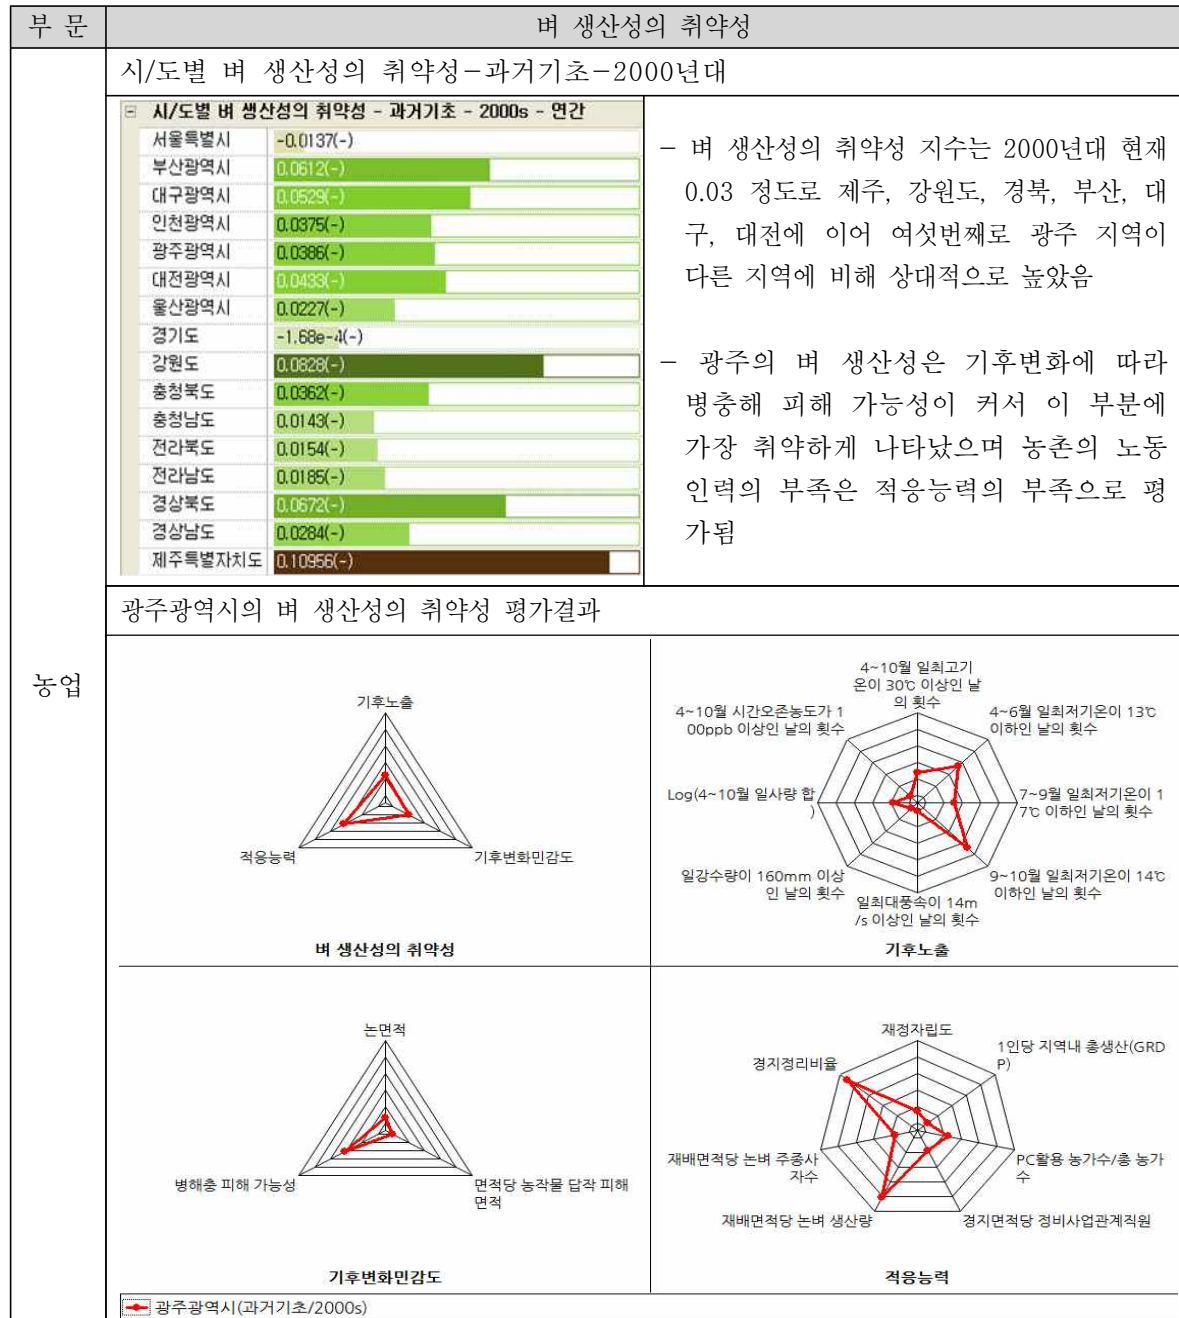 부 문
벼 생산성의 취약성
농업
시/도별 벼 생산성의 취약성-과거기초-2000년대
시/도별 벼 생산성의 취약성 - 과거기초 - 2000s - 연간
서울특별시 -0.0137(-)
부산광역시 0.0612(-)
대구광역시 0.0529(-)
인천광역시 0.0375(-)
광주광역시 0.0386(-)
대전광역시 0.0433(-)
울산광역시 0.0227(-)
경기도 -1.68e-4(-)
강원도 0.0828(-)
충청북도 0.0362(-)
충청남도 0.0143(-)
전라북도 0.0154(-)
전라남도 0.0185(-)
경상북도 0.0672(-)
경상남도 0.0284(-)
제주특별자치도 0.10956(-)
- 벼 생산성의 취약성 지수는 2000년대 현재
0.03 정도로 제주, 강원도, 경북, 부산, 대
구, 대전에 이어 여섯번째로 광주 지역이
다른 지역에 비해 상대적으로 높았음
- 광주의 벼 생산성은 기후변화에 따라
병충해 피해 가능성이 커서 이 부분에
가장 취약하게 나타났으며 농촌의 노동
인력의 부족은 적응능력의 부족으로 평
가됨
광주광역시의 벼 생산성의 취약성 평가결과
기후노출
적응능력
기후변화민감도
벼 생산성의 취약성
4~10월 일최고기
온이 30℃ 이상인 날
의 횟수
4~10월 시간오존농도가 1
00ppb 이상인 날의 횟수
4~6월 일최저기온이 13℃
이하인 날의 횟수
Log(4~10월 일사량 합
)
7~9월 일최저기온이 1
7℃ 이하인 날의 횟수
일강수량이 160mm 이상
인 날의 횟수
9~10월 일최저기온이 14℃
이하인 날의 횟수
일최대풍속이 14m
/s 이상인 날의 횟수
기후노출
논면적
병해충 피해 가능성
면적당 농작물 답작 피해
면적
기후변화민감도
재정자립도
경지정리비율
1인당 지역내 총생산(GRD
P)
재배면적당 논벼 주종사
자수
PC활용 농가수/총 농가
수
재배면적당 논벼 생산량
경지면적당 정비사업관계직원
적응능력
광주광역시(과거기초/2000s)